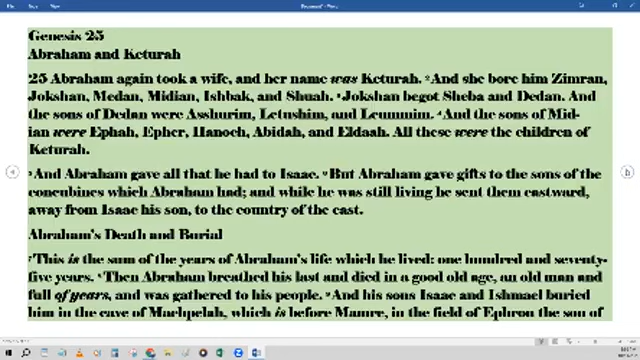 Genesis 25
Abraham and Keturah
25 Abraham again took a wife, and her name was Keturah. ²And she bore him Zimran,
Jokshan, Medan, Midian, Ishbak, and Shuah. ³Jokshan begot Sheba and Dedan. And
the sons of Dedan were Asshurim, Letushim, and Leummim. ⁴And the sons of Mid-
ian were Ephah, Epher, Hanoch, Abidah, and Eldaah. All these were the children of
Keturah.
⁵And Abraham gave all that he had to Isaac. ⁶But Abraham gave gifts to the sons of the
concubines which Abraham had; and while he was still living he sent them eastward,
away from Isaac his son, to the country of the east.
Abraham's Death and Burial
⁷This is the sum of the years of Abraham's life which he lived: one hundred and seventy-
five years. ⁸Then Abraham breathed his last and died in a good old age, an old man and
full of years, and was gathered to his people. ⁹And his sons Isaac and Ishmael buried
him in the cave of Machpelah, which is before Mamre, in the field of Ephron the son of